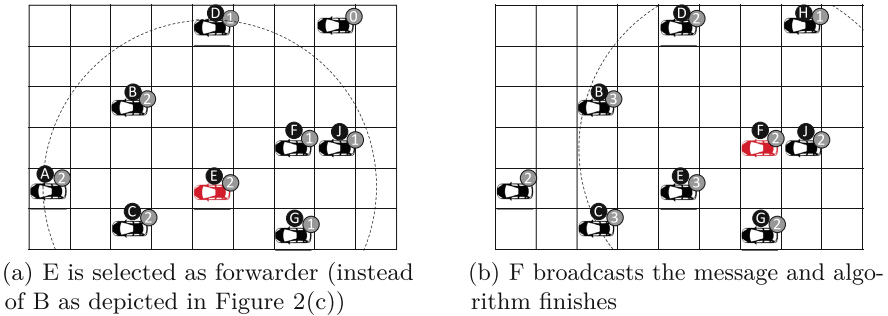 D 1 0
B 2
F 1 J 1
A 2 E 2
C 2 G 1
(a) E is selected as forwarder (instead
of B as depicted in Figure 2(c))
D 2 H 1
B 3
F 2 J 2
2 E 3
C 3 G 2
(b) F broadcasts the message and algo-
rithm finishes